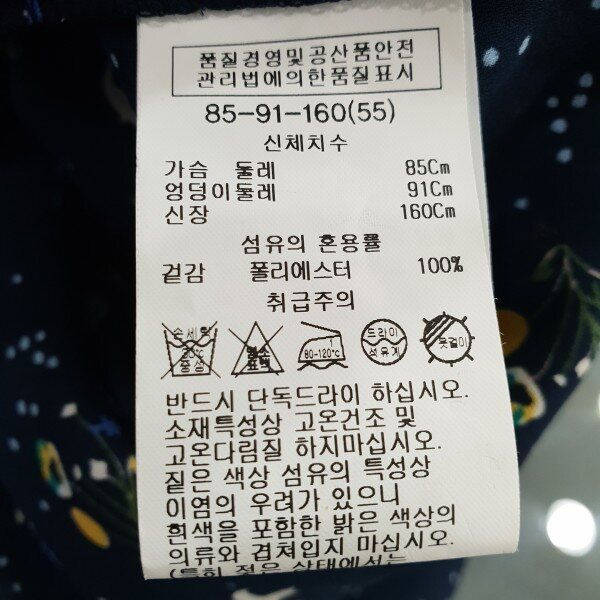 품질경영및공산품안전
관리법에의한품질표시
85-91-160(55)
신체치수
가슴 둘레 85Cm
엉덩이둘레 91Cm
신장 160Cm
섬유의 혼용률
겉감 폴리에스터 100%
취급주의
손세탁 30℃ 중성
염소 표백
80-120℃
드라이 석유계
옷걸이
반드시 단독드라이 하십시오.
소재특성상 고온건조 및
고온다림질 하지마십시오.
짙은 색상 섬유의 특성상
이염의 우려가 있으니
흰색을 포함한 밝은 색상의
의류와 겹쳐입지 마십시오.
(특히 젖은 상태에서는